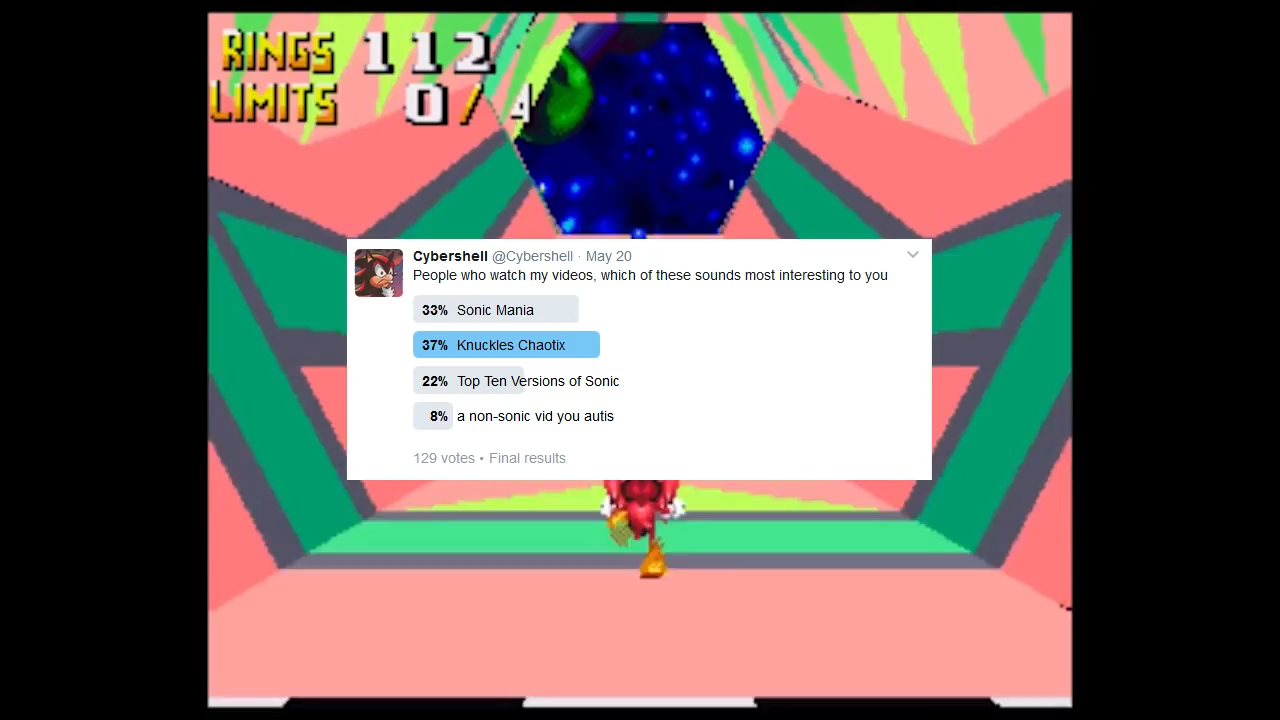 RINGS 112
LIMITS 0/4
Cybershell @Cybershell · May 20
People who watch my videos, which of these sounds most interesting to you
33% Sonic Mania
37% Knuckles Chaotix
22% Top Ten Versions of Sonic
8% a non-sonic vid you autis
129 votes • Final results